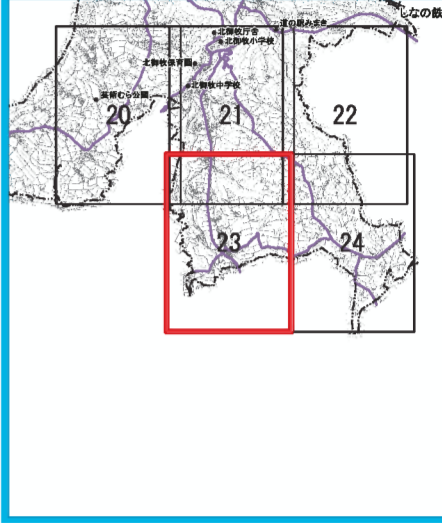 しなの鉄
道の駅みまき
北御牧庁舎
北御牧小学校
北御牧保育園
北御牧中学校
芸術むら公園
20
21
22
23
24